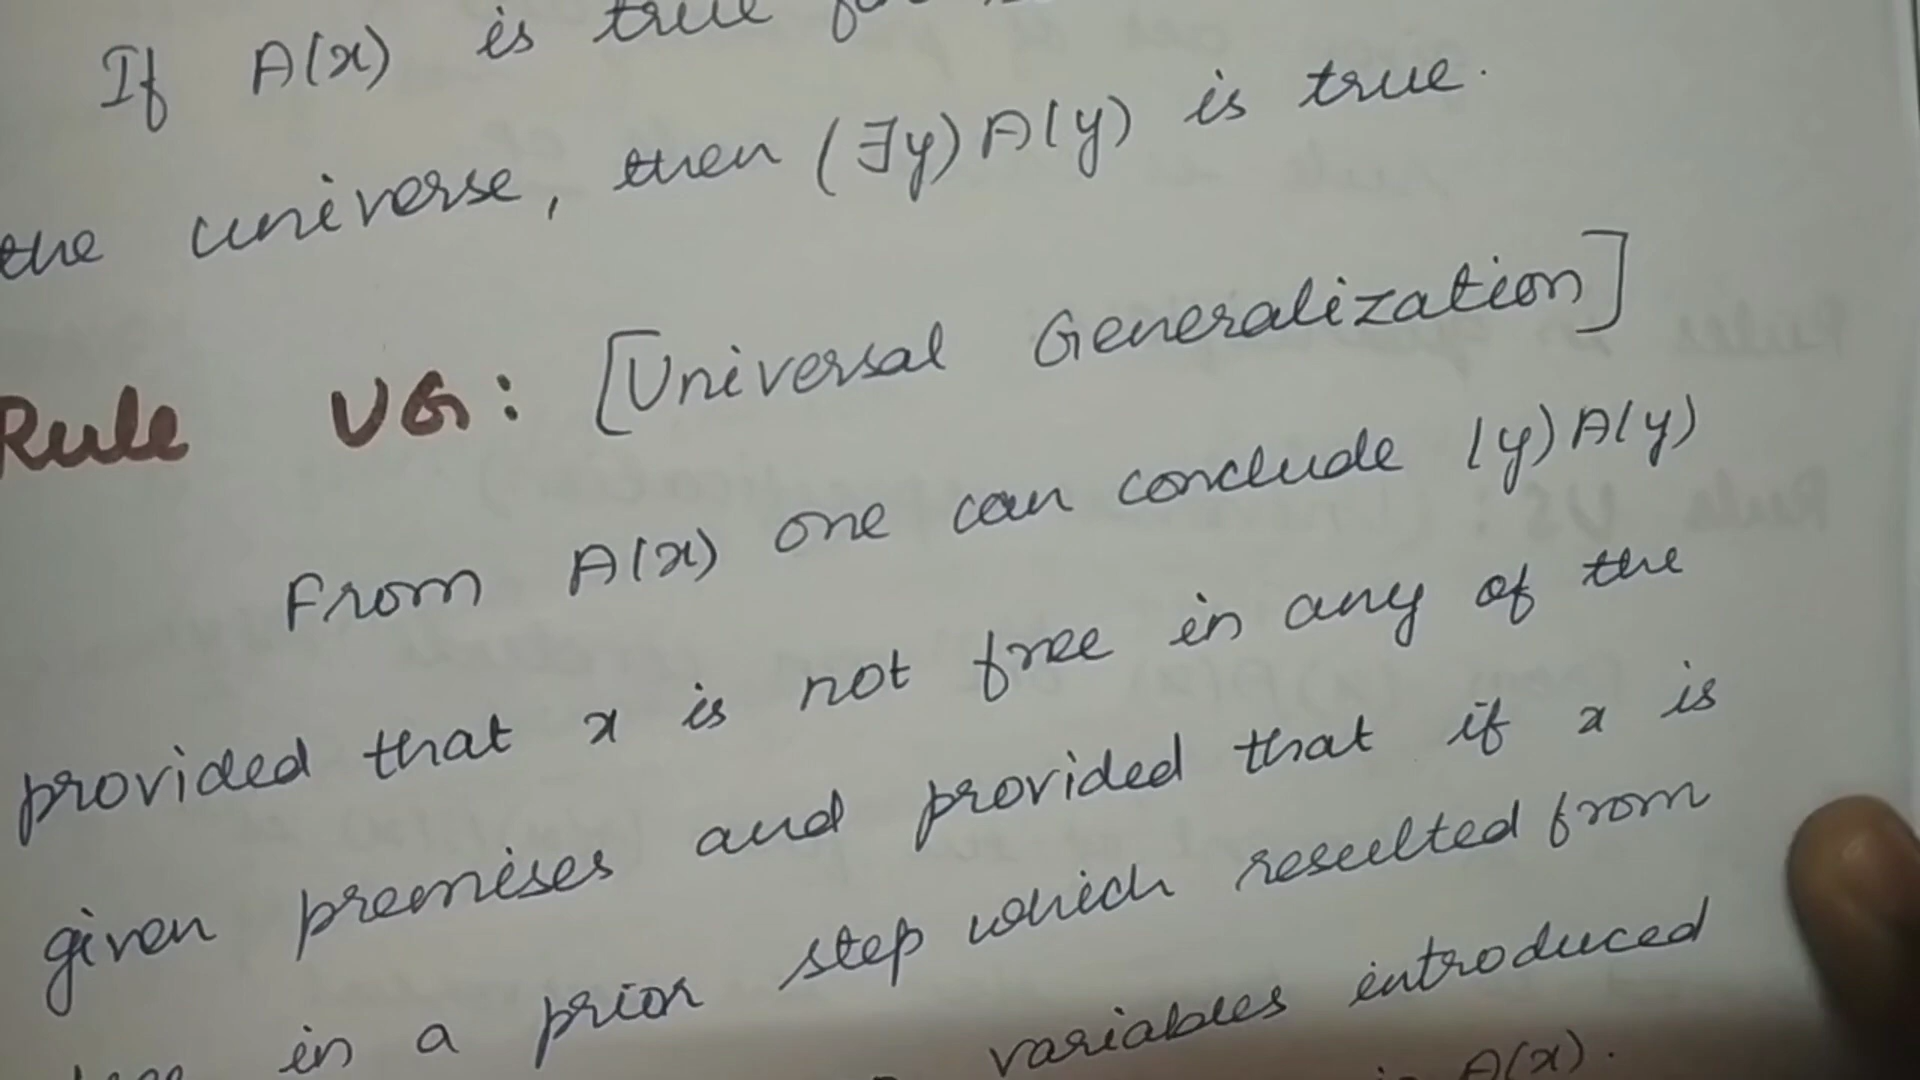 If A(x) is true
the universe, then (∃y) A(y) is true.
Rule UG: [Universal Generalization]
From A(x) one can conclude (y) A(y)
provided that x is not free in any of the
given premises and provided that if x is
in a prior step which resulted from
variables introduced
A(x).